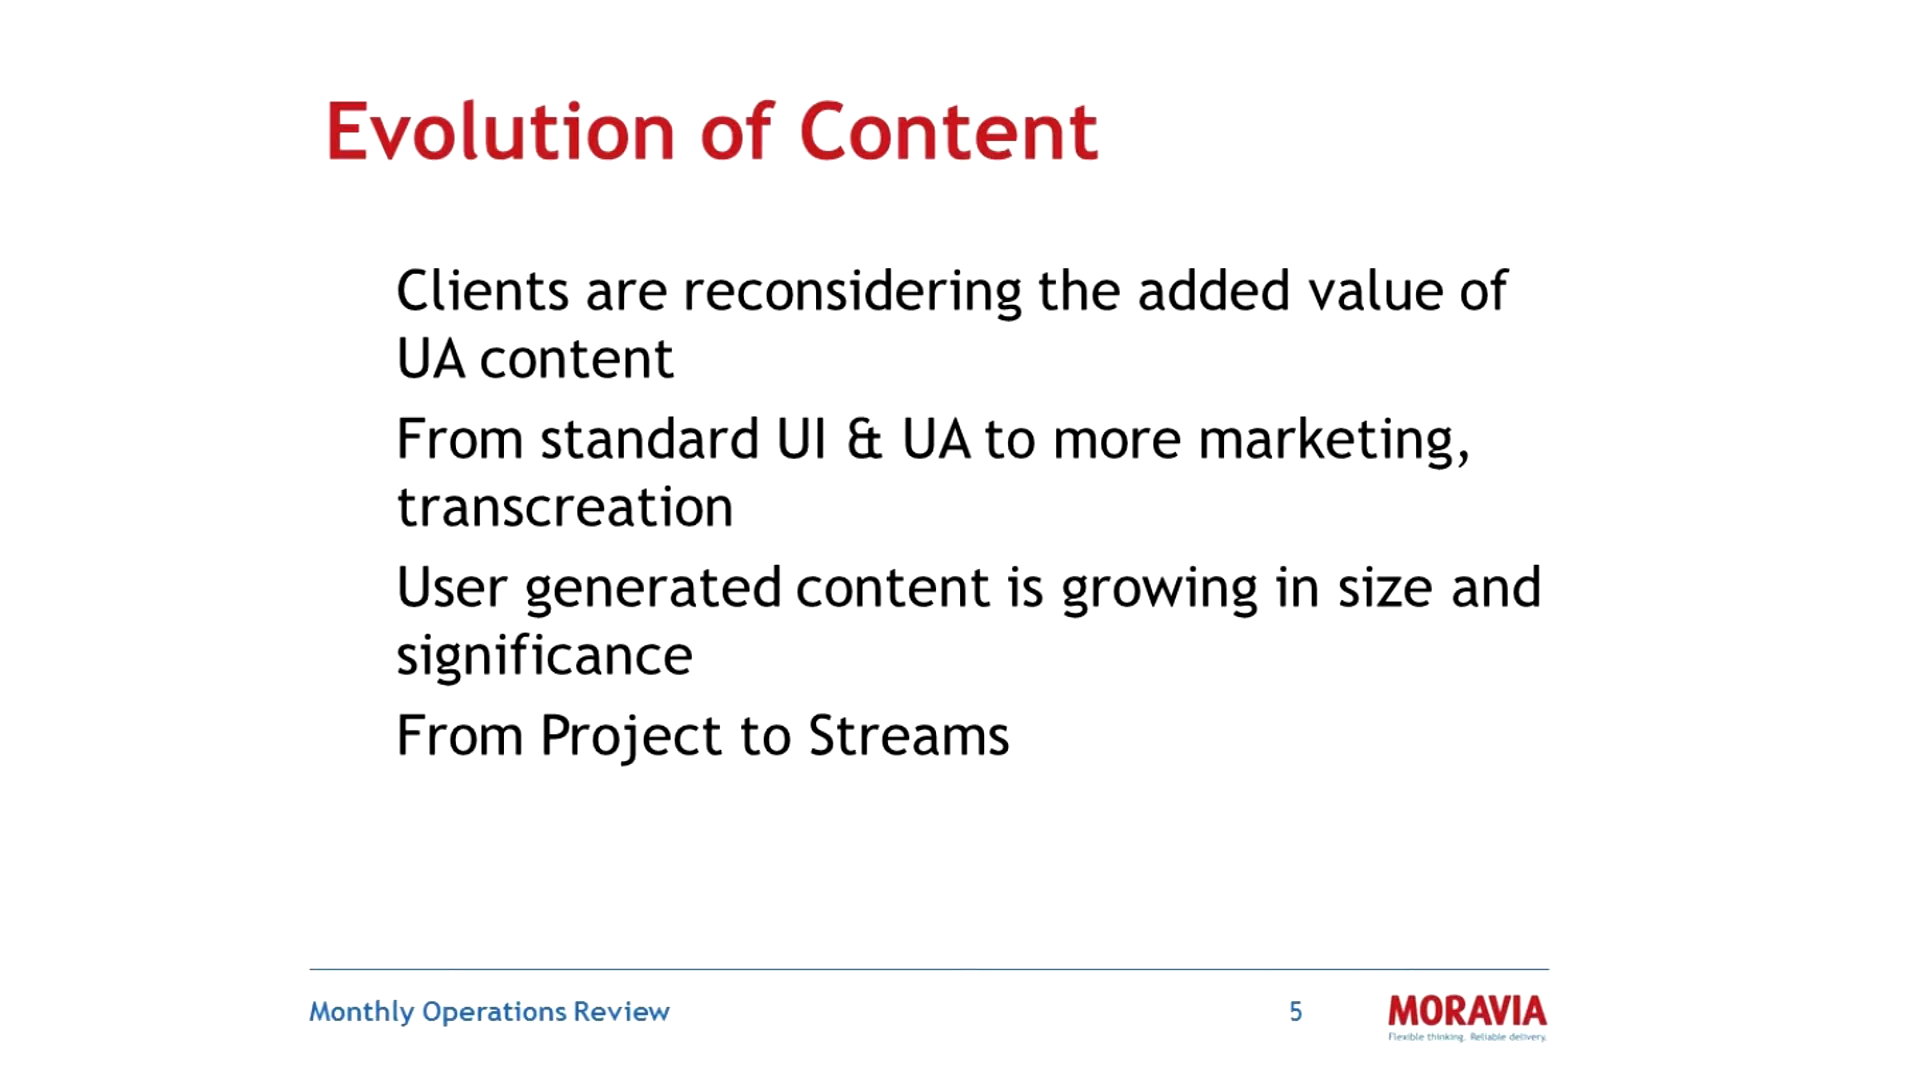 Evolution of Content
Clients are reconsidering the added value of
UA content
From standard UI & UA to more marketing,
transcreation
User generated content is growing in size and
significance
From Project to Streams
Monthly Operations Review
5
MORAVIA
Flexible thinking. Reliable delivery.